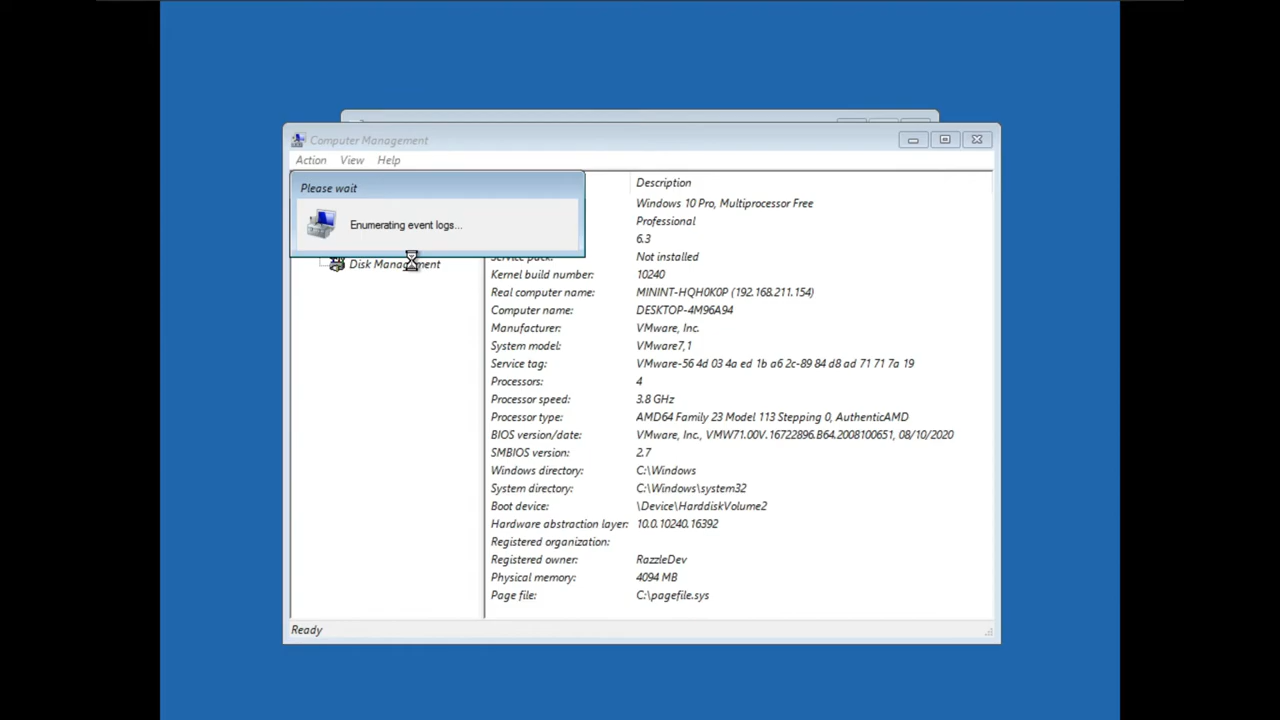 Computer Management
Action View Help
Please wait
Enumerating event logs...
Disk Management
Description
Windows 10 Pro, Multiprocessor Free
Professional
6.3
Not installed
Kernel build number: 10240
Real computer name: MININT-HQH0K0P (192.168.211.154)
Computer name: DESKTOP-4M96A94
Manufacturer: VMware, Inc.
System model: VMware7,1
Service tag: VMware-56 4d 03 4a ed 1b a6 2c-89 84 d8 ad 71 71 7a 19
Processors: 4
Processor speed: 3.8 GHz
Processor type: AMD64 Family 23 Model 113 Stepping 0, AuthenticAMD
BIOS version/date: VMware, Inc., VMW71.00V.16722896.B64.2008100651, 08/10/2020
SMBIOS version: 2.7
Windows directory: C:\Windows
System directory: C:\Windows\system32
Boot device: \Device\HarddiskVolume2
Hardware abstraction layer: 10.0.10240.16392
Registered organization:
Registered owner: RazzleDev
Physical memory: 4094 MB
Page file: C:\pagefile.sys
Ready